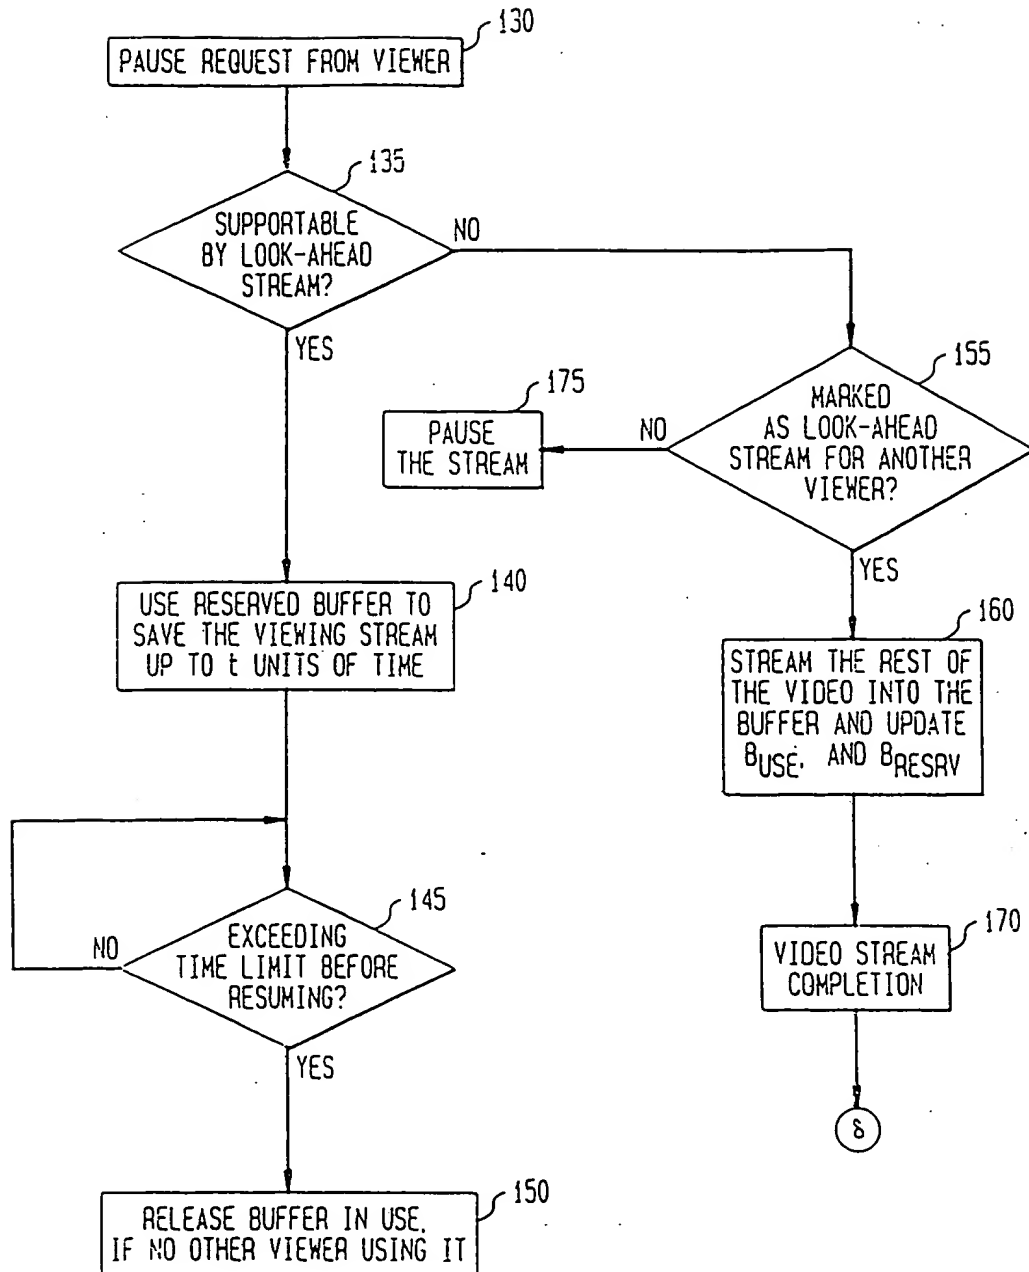 130
PAUSE REQUEST FROM VIEWER
135
SUPPORTABLE
BY LOOK-AHEAD
STREAM?
NO
YES
155
MARKED
AS LOOK-AHEAD
STREAM FOR ANOTHER
VIEWER?
NO
YES
175
PAUSE
THE STREAM
140
USE RESERVED BUFFER TO
SAVE THE VIEWING STREAM
UP TO t UNITS OF TIME
160
STREAM THE REST OF
THE VIDEO INTO THE
BUFFER AND UPDATE
BUSE, AND BRESRV
145
EXCEEDING
TIME LIMIT BEFORE
RESUMING?
NO
YES
170
VIDEO STREAM
COMPLETION
δ
150
RELEASE BUFFER IN USE,
IF NO OTHER VIEWER USING IT